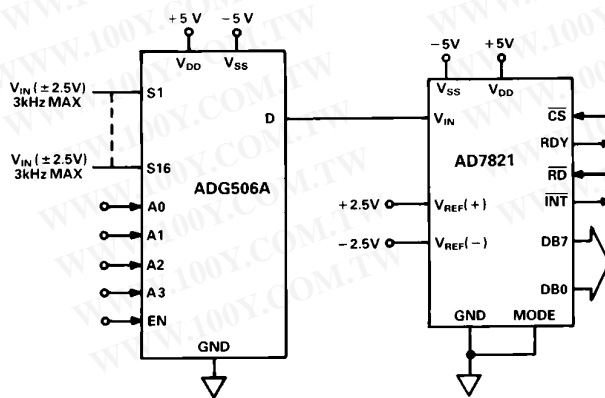 +5 V
−5 V
VDD
VSS
VIN (±2.5V)
3kHz MAX
S1
D
VIN (±2.5V)
3kHz MAX
S16
ADG506A
A0
A1
A2
A3
EN
GND
−5V
+5V
VSS
VDD
VIN
CS
RDY
AD7821
RD
+2.5V
VREF(+)
INT
−2.5V
VREF(−)
DB7
DB0
GND
MODE
WWW.100Y.COM.TW